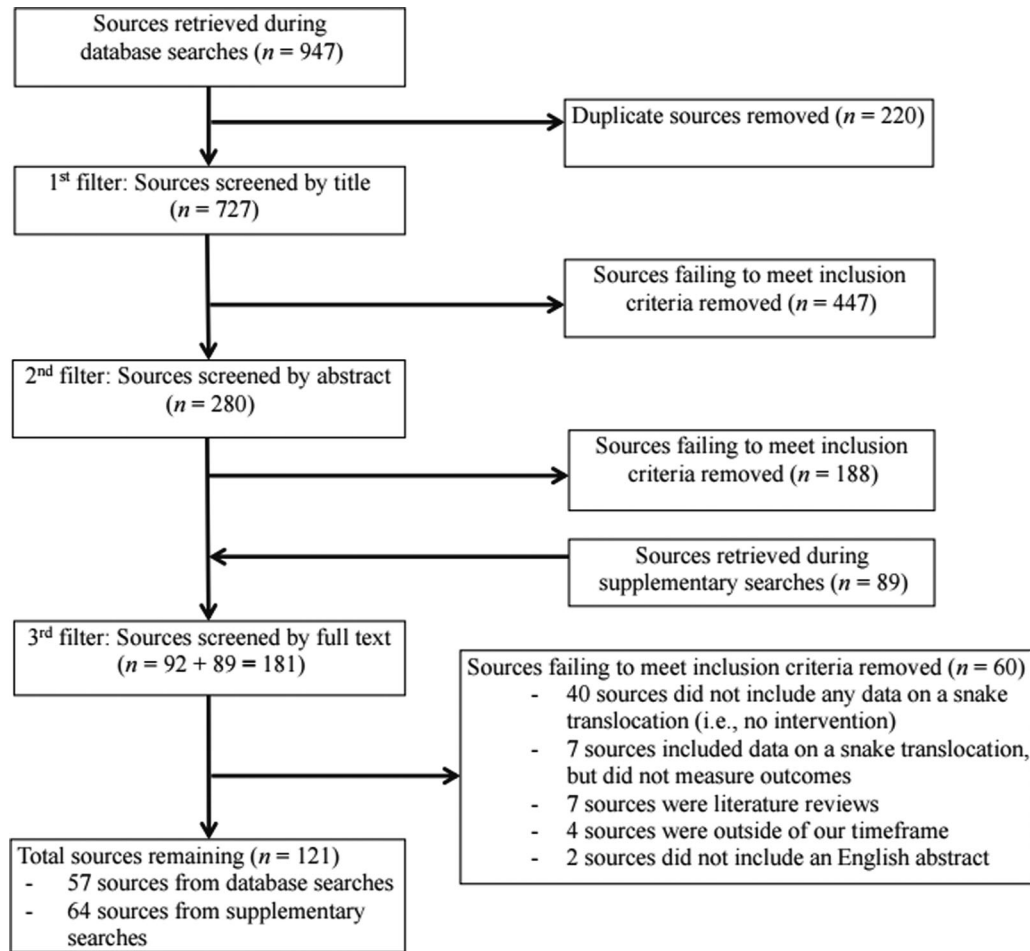 Sources retrieved during
database searches (n = 947)
Duplicate sources removed (n = 220)
1st filter: Sources screened by title
(n = 727)
Sources failing to meet inclusion
criteria removed (n = 447)
2nd filter: Sources screened by abstract
(n = 280)
Sources failing to meet inclusion
criteria removed (n = 188)
Sources retrieved during
supplementary searches (n = 89)
3rd filter: Sources screened by full text
(n = 92 + 89 = 181)
Sources failing to meet inclusion criteria removed (n = 60)
- 40 sources did not include any data on a snake
translocation (i.e., no intervention)
- 7 sources included data on a snake translocation,
but did not measure outcomes
- 7 sources were literature reviews
- 4 sources were outside of our timeframe
- 2 sources did not include an English abstract
Total sources remaining (n = 121)
- 57 sources from database searches
- 64 sources from supplementary
searches